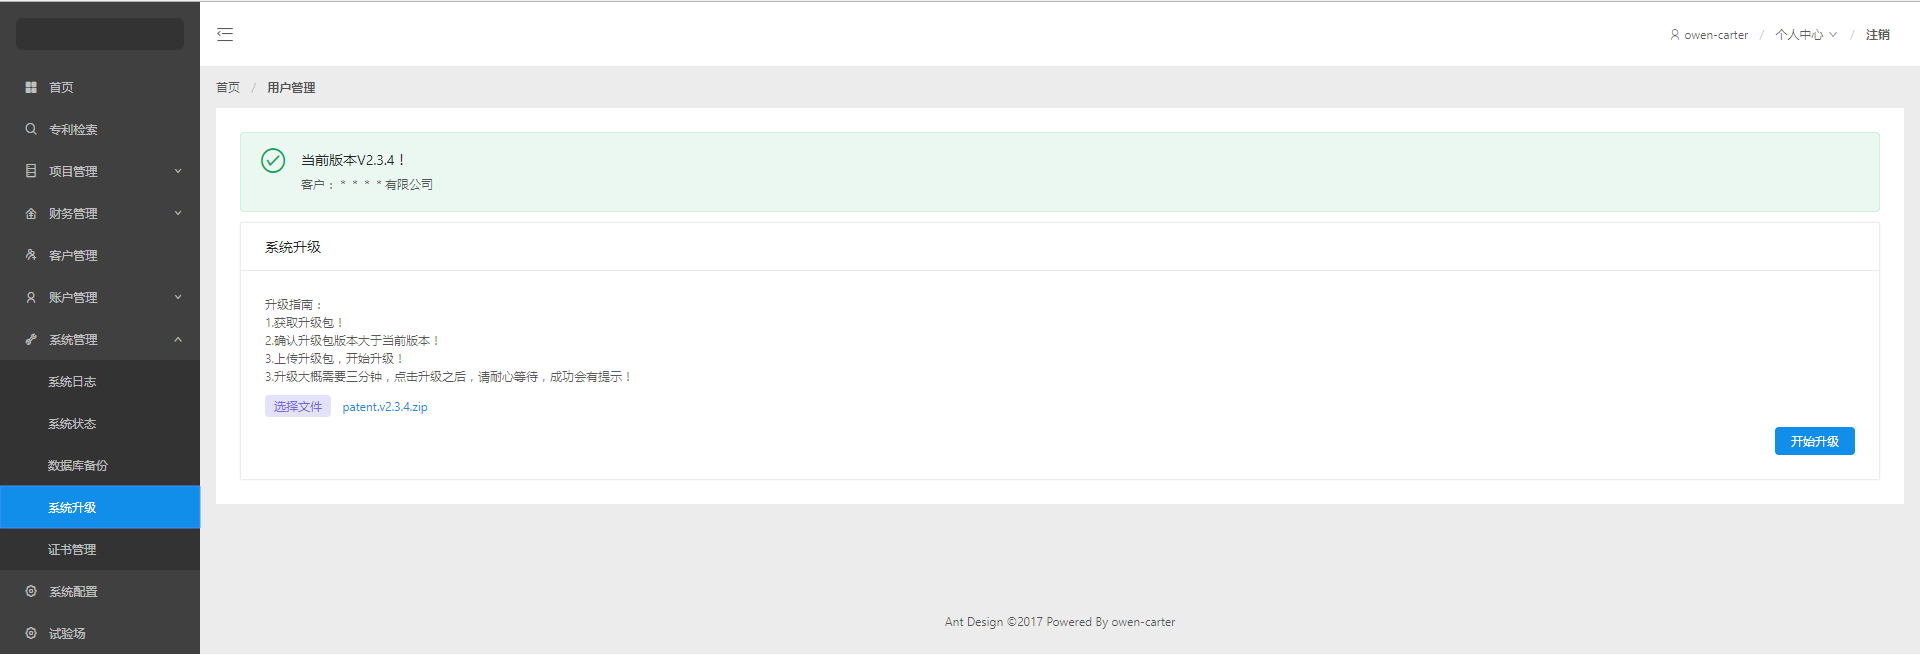 owen-carter / 个人中心 / 注销
首页
专利检索
项目管理
财务管理
客户管理
账户管理
系统管理
系统日志
系统状态
数据库备份
系统升级
证书管理
系统配置
试验场
首页 / 用户管理
当前版本V2.3.4！
客户：＊＊＊＊有限公司
系统升级
升级指南：
1.获取升级包！
2.确认升级包版本大于当前版本！
3.上传升级包，开始升级！
3.升级大概需要三分钟，点击升级之后，请耐心等待，成功会有提示！
选择文件 patent.v2.3.4.zip
开始升级
Ant Design ©2017 Powered By owen-carter